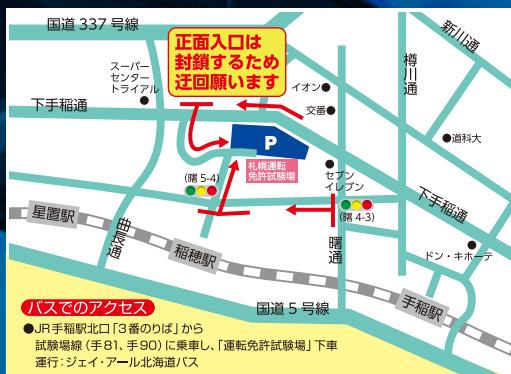 国道337号線
新川通
正面入口は
封鎖するため
迂回願います
樽川通
スーパー
センター
トライアル
イオン
下手稲通
交番
P
道科大
札幌運転
免許試験場
セブン
イレブン
(曙 5-4)
下手稲通
(曙 4-3)
星置駅
曲長通
稲穂駅
曙通
ドン・キホーテ
手稲駅
国道5号線
バスでのアクセス
●JR手稲駅北口「3番のりば」から
試験場線(手81、手90)に乗車し、「運転免許試験場」下車
運行:ジェイ・アール北海道バス